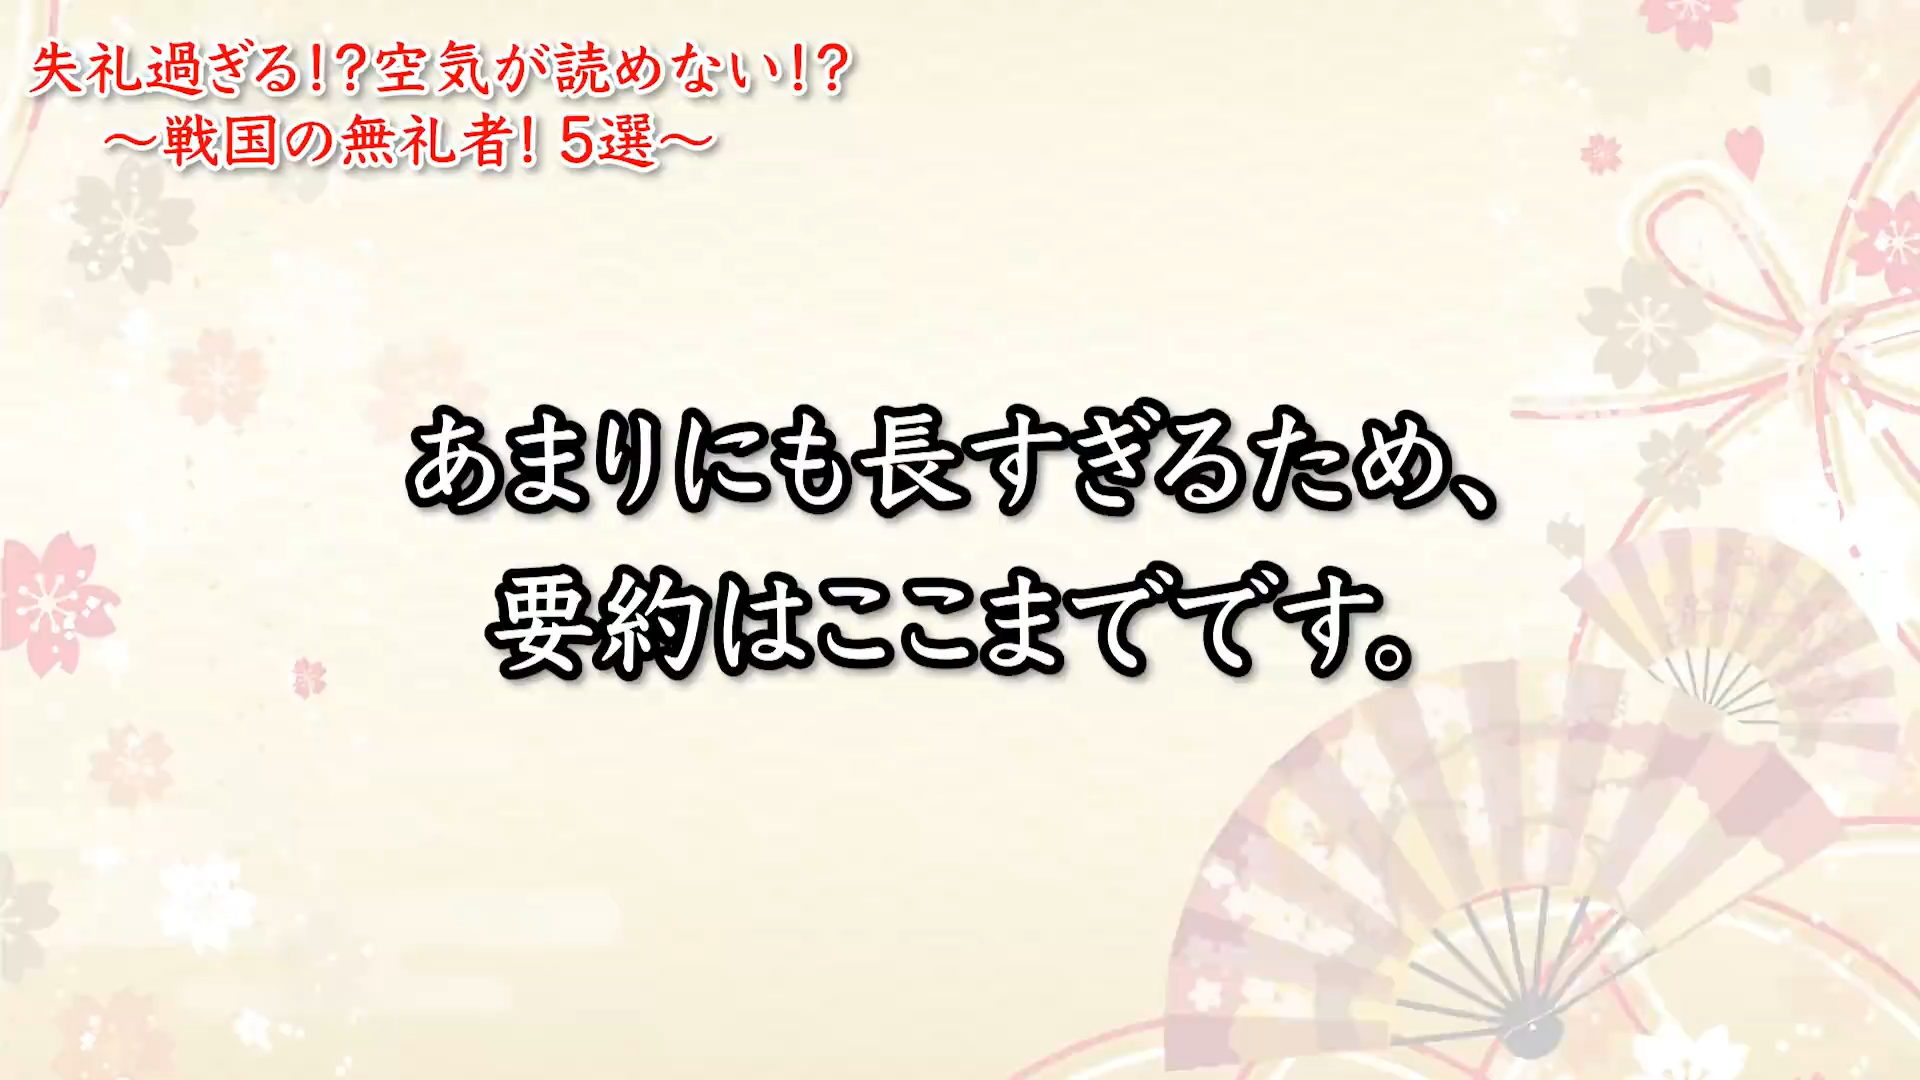 失礼過ぎる!?空気が読めない!?
～戦国の無礼者! 5選～
あまりにも長すぎるため、
要約はここまでです。